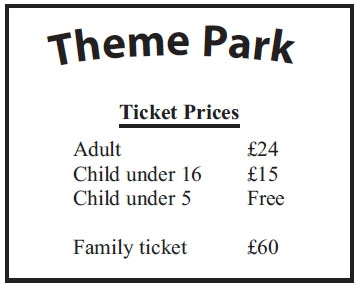 Theme Park
Ticket Prices
Adult £24
Child under 16 £15
Child under 5 Free
Family ticket £60